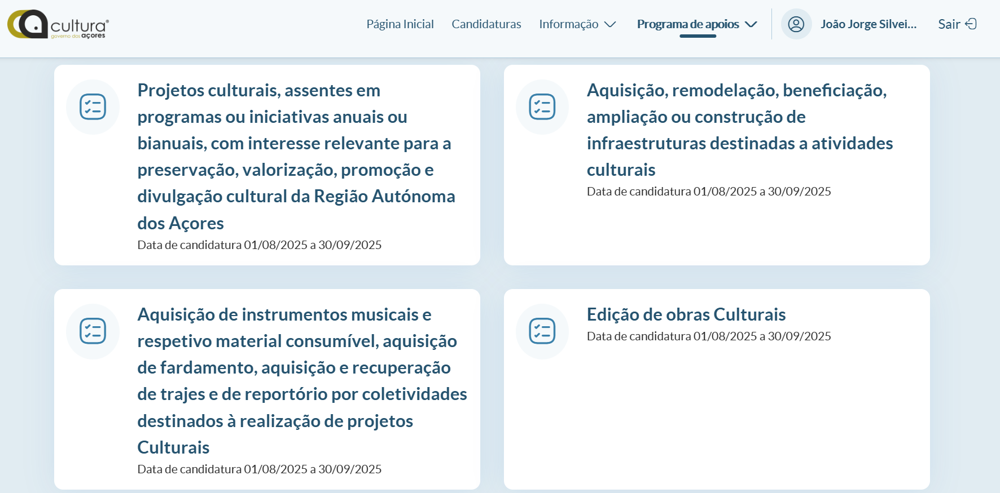 cultura®
governo dos açores
Página Inicial
Candidaturas
Informação
Programa de apoios
João Jorge Silvei...
Sair
Projetos culturais, assentes em
programas ou iniciativas anuais ou
bianuais, com interesse relevante para a
preservação, valorização, promoção e
divulgação cultural da Região Autónoma
dos Açores
Data de candidatura 01/08/2025 a 30/09/2025
Aquisição, remodelação, beneficiação,
ampliação ou construção de
infraestruturas destinadas a atividades
culturais
Data de candidatura 01/08/2025 a 30/09/2025
Aquisição de instrumentos musicais e
respetivo material consumível, aquisição
de fardamento, aquisição e recuperação
de trajes e de reportório por coletividades
destinados à realização de projetos
Culturais
Data de candidatura 01/08/2025 a 30/09/2025
Edição de obras Culturais
Data de candidatura 01/08/2025 a 30/09/2025